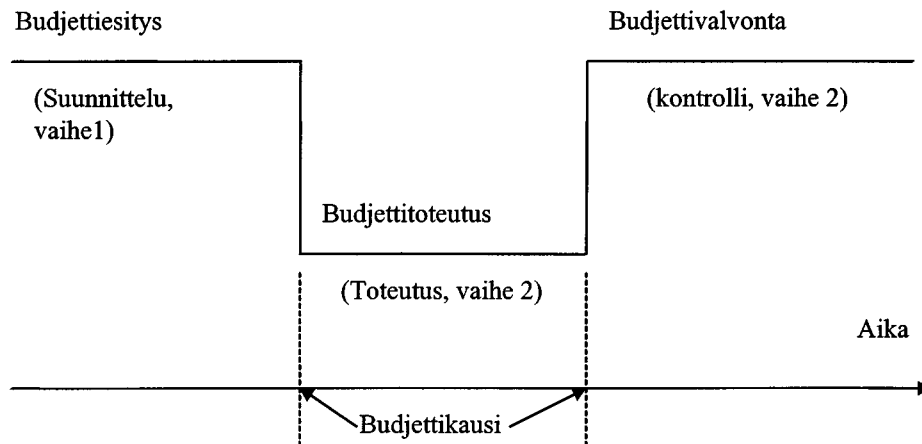 Budjettiesitys
Budjettivalvonta
(Suunnittelu,
vaihe1)
(kontrolli, vaihe 2)
Budjettitoteutus
(Toteutus, vaihe 2)
Aika
Budjettikausi